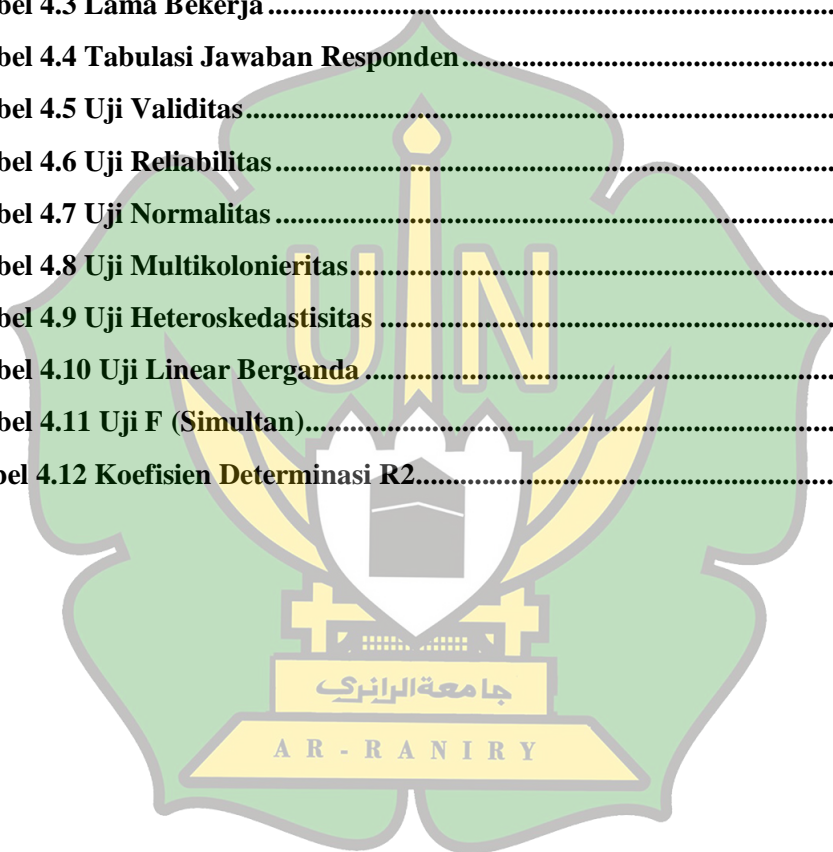 bel 4.3 Lama Bekerja................................................................................
bel 4.4 Tabulasi Jawaban Responden................................................................
bel 4.5 Uji Validitas................................................................................
bel 4.6 Uji Reliabilitas................................................................................
bel 4.7 Uji Normalitas................................................................................
bel 4.8 Uji Multikolonieritas................................................................................
bel 4.9 Uji Heteroskedastisitas ................................................................................
bel 4.10 Uji Linear Berganda ................................................................................
bel 4.11 Uji F (Simultan)................................................................................
bel 4.12 Koefisien Determinasi R2................................................................
UIN
جامعةالرانري
AR-RANIRY